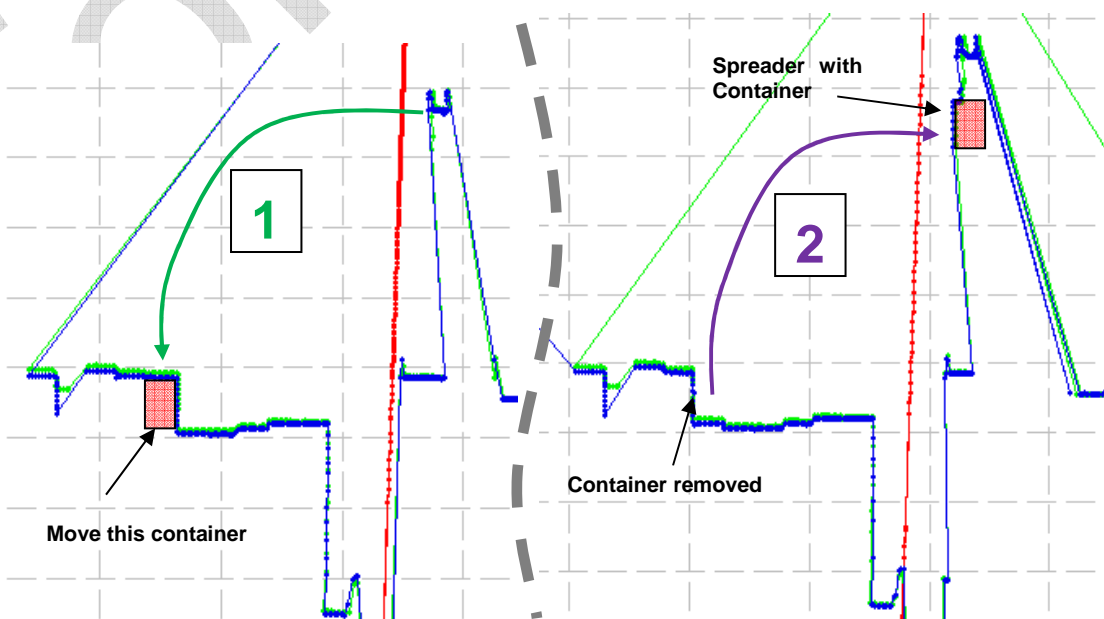 1
Move this container
Spreader with
Container
2
Container removed